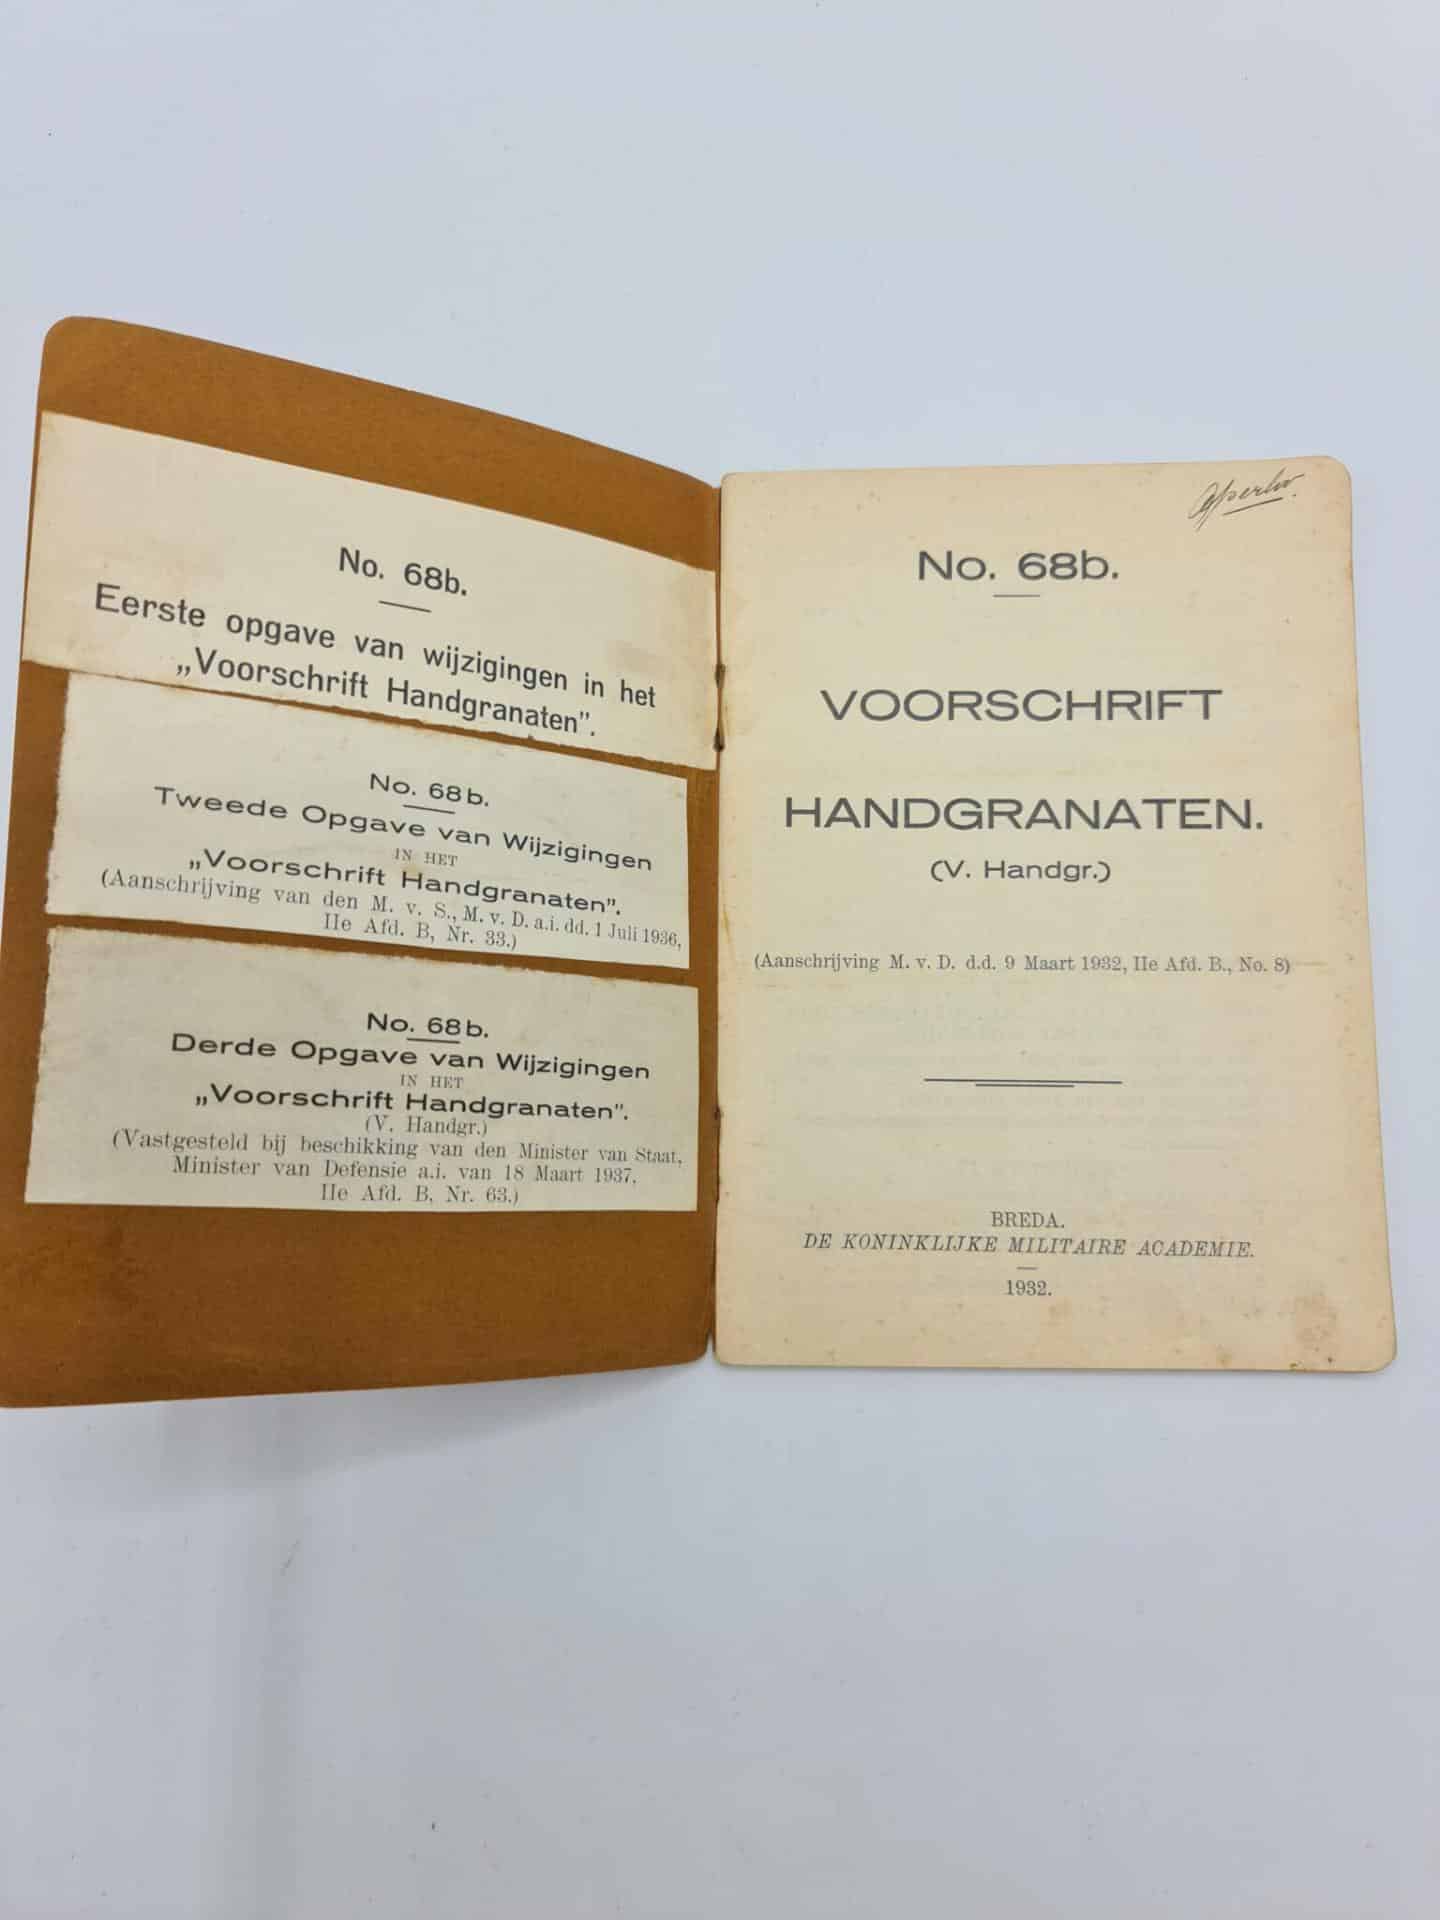 No. 68b.
Eerste opgave van wijzigingen in het
„Voorschrift Handgranaten".
No. 68b.
Tweede Opgave van Wijzigingen
IN HET
„Voorschrift Handgranaten".
(Aanschrijving van den M. v. S., M. v. D. a.i. dd. 1 Juli 1936,
IIe Afd. B, Nr. 33.)
No. 68b.
Derde Opgave van Wijzigingen
IN HET
„Voorschrift Handgranaten".
(V. Handgr.)
(Vastgesteld bij beschikking van den Minister van Staat,
Minister van Defensie a.i. van 18 Maart 1937,
IIe Afd. B, Nr. 63.)
No. 68b.
VOORSCHRIFT
HANDGRANATEN.
(V. Handgr.)
(Aanschrijving M. v. D. d.d. 9 Maart 1932, IIe Afd. B., No. 8)
BREDA.
DE KONINKLIJKE MILITAIRE ACADEMIE.
1932.